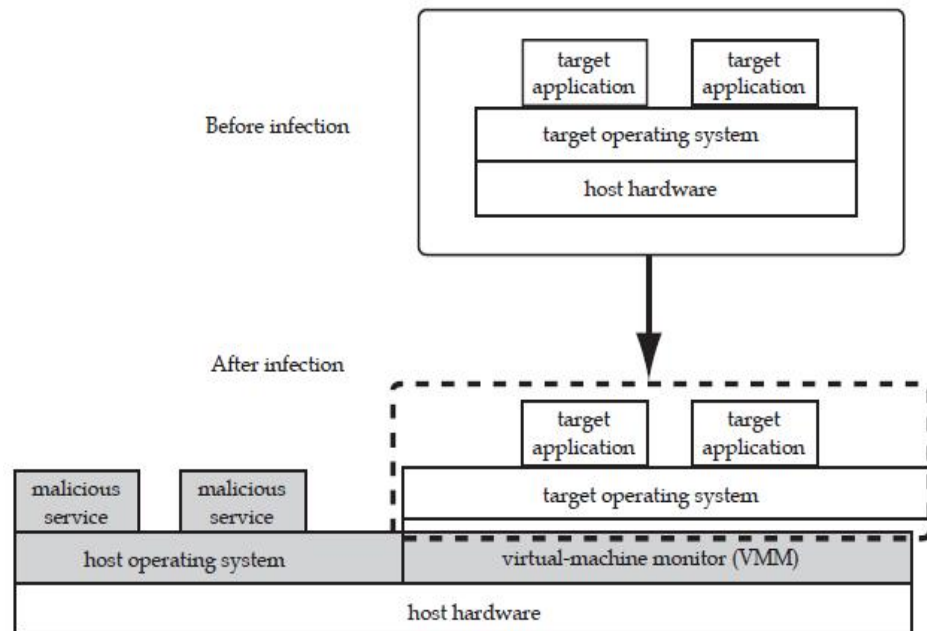 target
application
target
application
Before infection
target operating system
host hardware
After infection
target
application
target
application
malicious
service
malicious
service
target operating system
host operating system
virtual-machine monitor (VMM)
host hardware